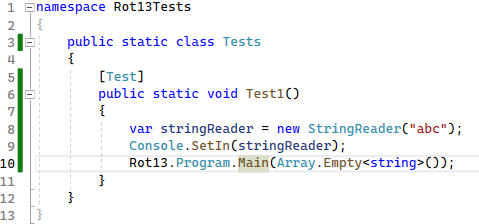 1 namespace Rot13Tests
2 {
3 public static class Tests
4 {
5 [Test]
6 public static void Test1()
7 {
8 var stringReader = new StringReader("abc");
9 Console.SetIn(stringReader);
10 Rot13.Program.Main(Array.Empty<string>());
11 }
12 }
13 }